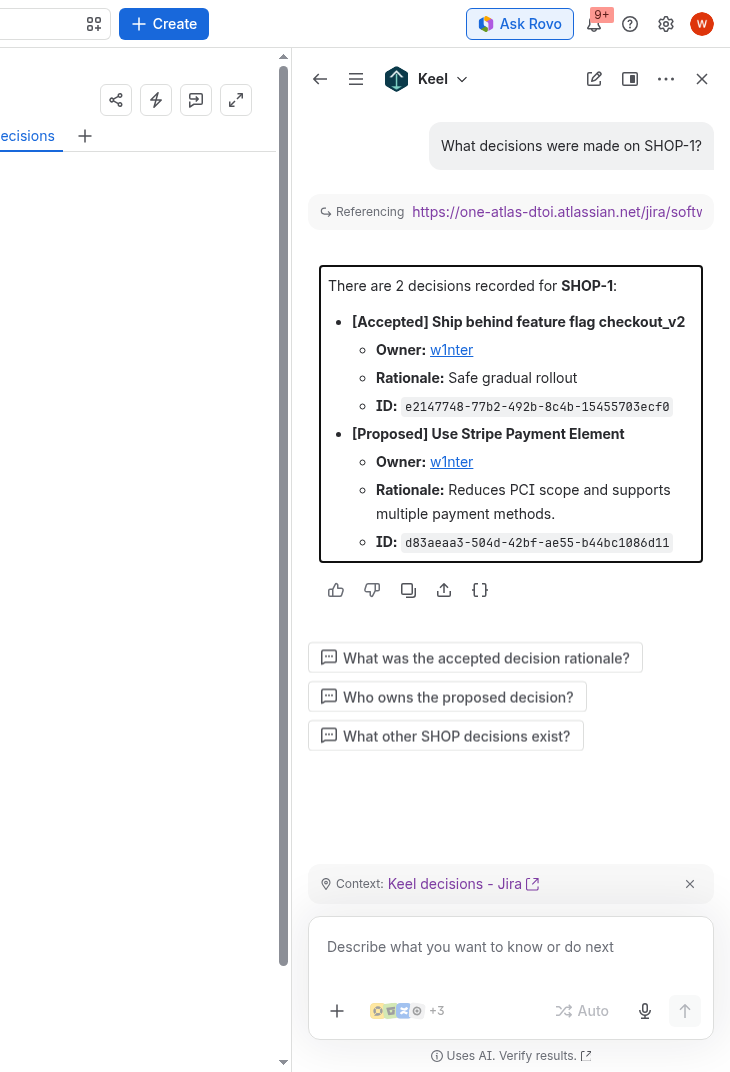 Create
Ask Rovo
9+
W
ecisions
Keel
What decisions were made on SHOP-1?
Referencing https://one-atlas-dtoi.atlassian.net/jira/softw
There are 2 decisions recorded for SHOP-1:
[Accepted] Ship behind feature flag checkout_v2
Owner: w1nter
Rationale: Safe gradual rollout
ID: e2147748-77b2-492b-8c4b-15455703ecf0
[Proposed] Use Stripe Payment Element
Owner: w1nter
Rationale: Reduces PCI scope and supports
multiple payment methods.
ID: d83aeaa3-504d-42bf-ae55-b44bc1086d11
What was the accepted decision rationale?
Who owns the proposed decision?
What other SHOP decisions exist?
Context: Keel decisions - Jira
Describe what you want to know or do next
+3
Auto
Uses AI. Verify results.